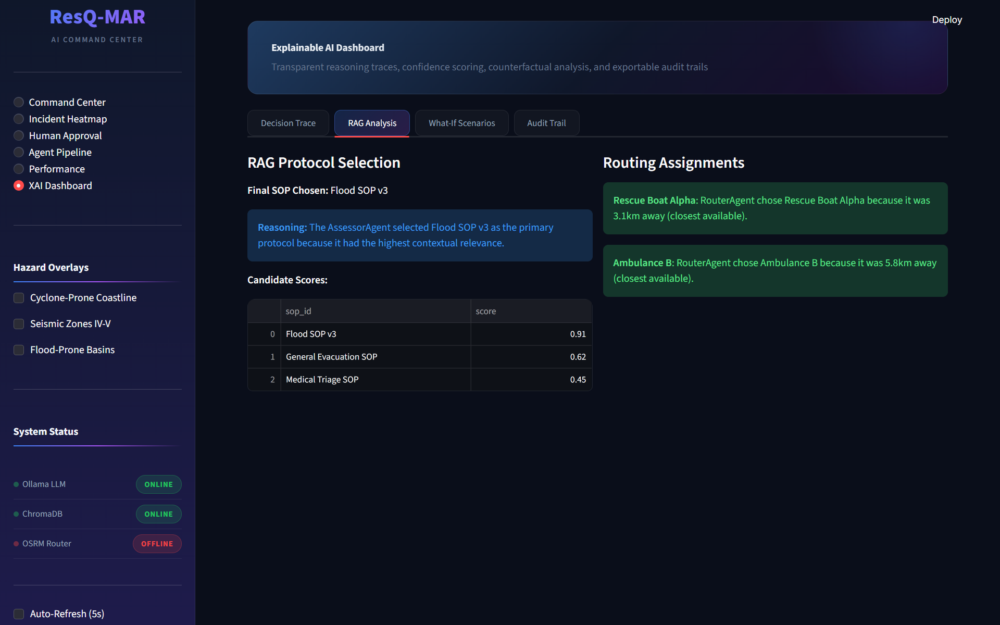 ResQ-MAR
AI COMMAND CENTER
Command Center
Incident Heatmap
Human Approval
Agent Pipeline
Performance
XAI Dashboard
Hazard Overlays
Cyclone-Prone Coastline
Seismic Zones IV-V
Flood-Prone Basins
System Status
Ollama LLM ONLINE
ChromaDB ONLINE
OSRM Router OFFLINE
Auto-Refresh (5s)
Deploy
Explainable AI Dashboard
Transparent reasoning traces, confidence scoring, counterfactual analysis, and exportable audit trails
Decision Trace RAG Analysis What-If Scenarios Audit Trail
RAG Protocol Selection
Final SOP Chosen: Flood SOP v3
Reasoning: The AssessorAgent selected Flood SOP v3 as the primary
protocol because it had the highest contextual relevance.
Candidate Scores:
sop_id score
0 Flood SOP v3 0.91
1 General Evacuation SOP 0.62
2 Medical Triage SOP 0.45
Routing Assignments
Rescue Boat Alpha: RouterAgent chose Rescue Boat Alpha because it was
3.1km away (closest available).
Ambulance B: RouterAgent chose Ambulance B because it was 5.8km away
(closest available).